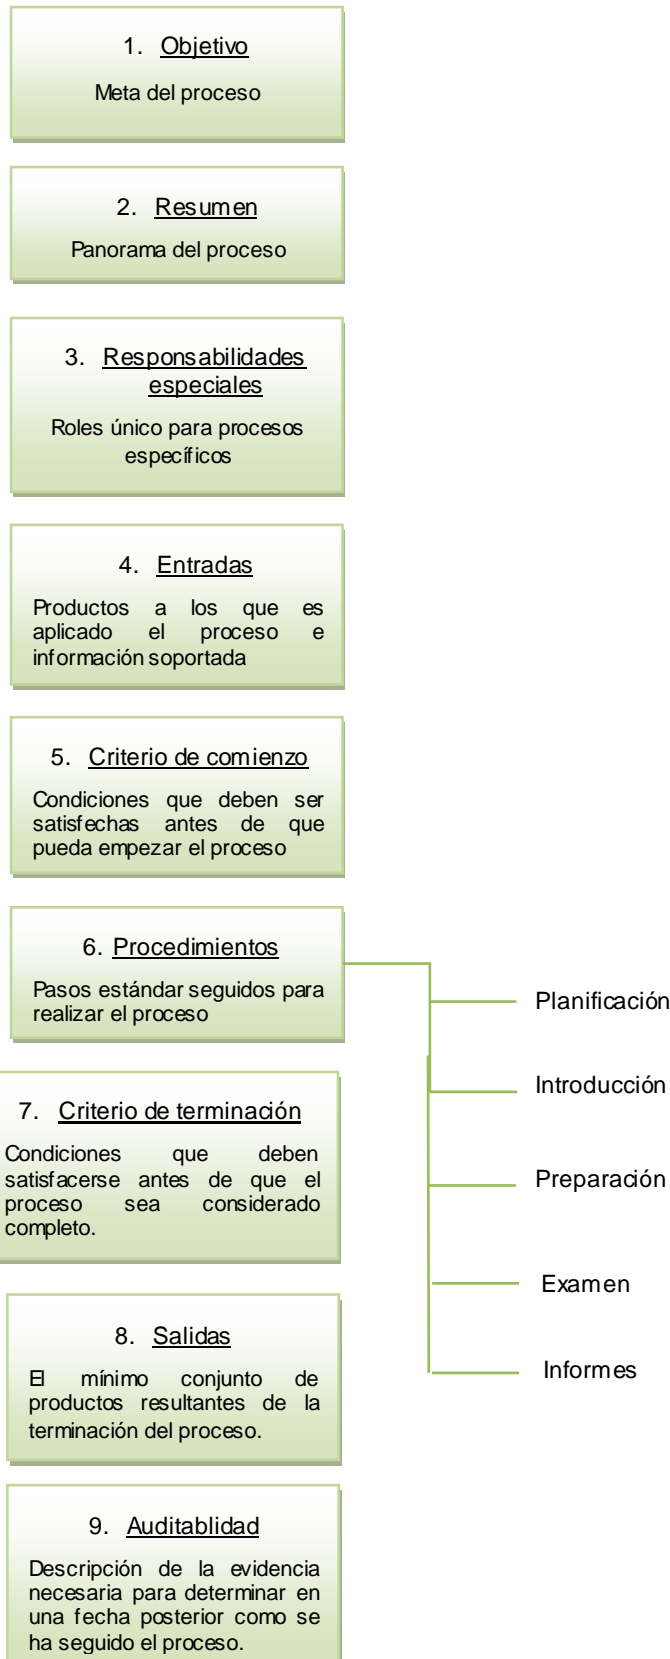 1. Objetivo
Meta del proceso
2. Resumen
Panorama del proceso
3. Responsabilidades
especiales
Roles único para procesos
específicos
4. Entradas
Productos a los que es
aplicado el proceso e
información soportada
5. Criterio de comienzo
Condiciones que deben ser
satisfechas antes de que
pueda empezar el proceso
6. Procedimientos
Pasos estándar seguidos para
realizar el proceso
Planificación
Introducción
Preparación
Examen
Informes
7. Criterio de terminación
Condiciones que deben
satisfacerse antes de que el
proceso sea considerado
completo.
8. Salidas
El mínimo conjunto de
productos resultantes de la
terminación del proceso.
9. Auditablidad
Descripción de la evidencia
necesaria para determinar en
una fecha posterior como se
ha seguido el proceso.